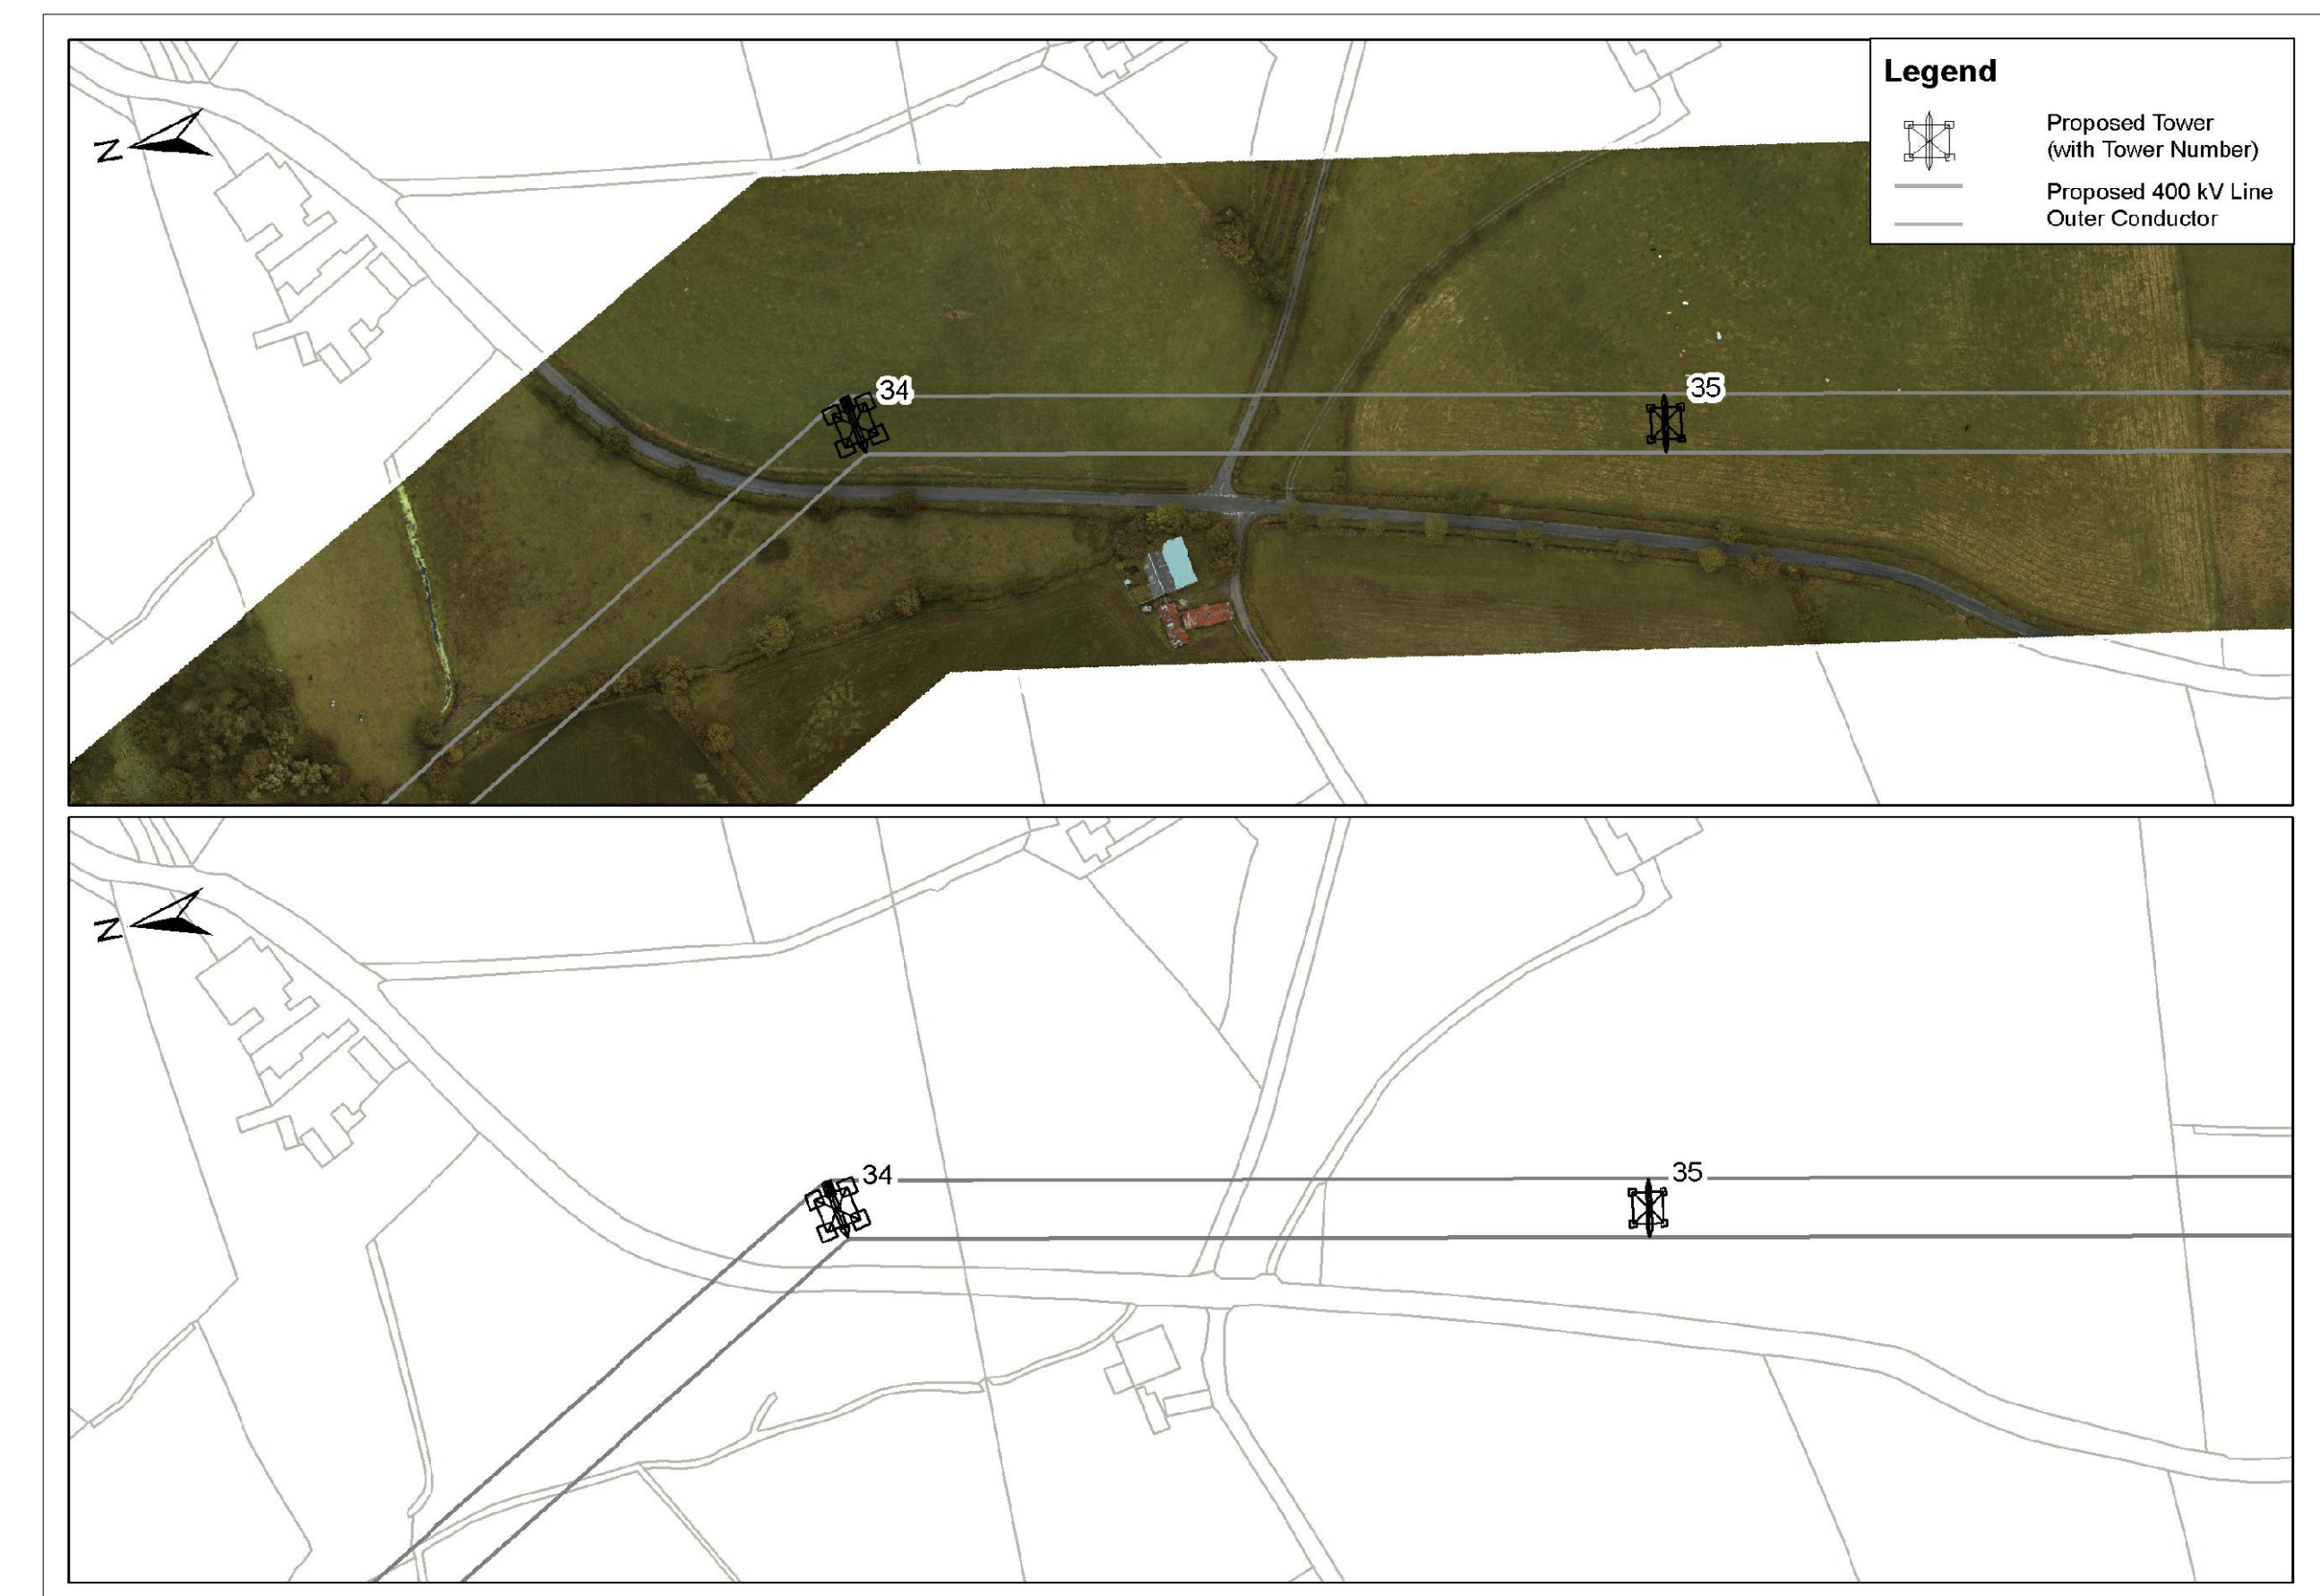 Legend
Proposed Tower
(with Tower Number)
Proposed 400 kV Line
Outer Conductor
N
34
35
N
34
35